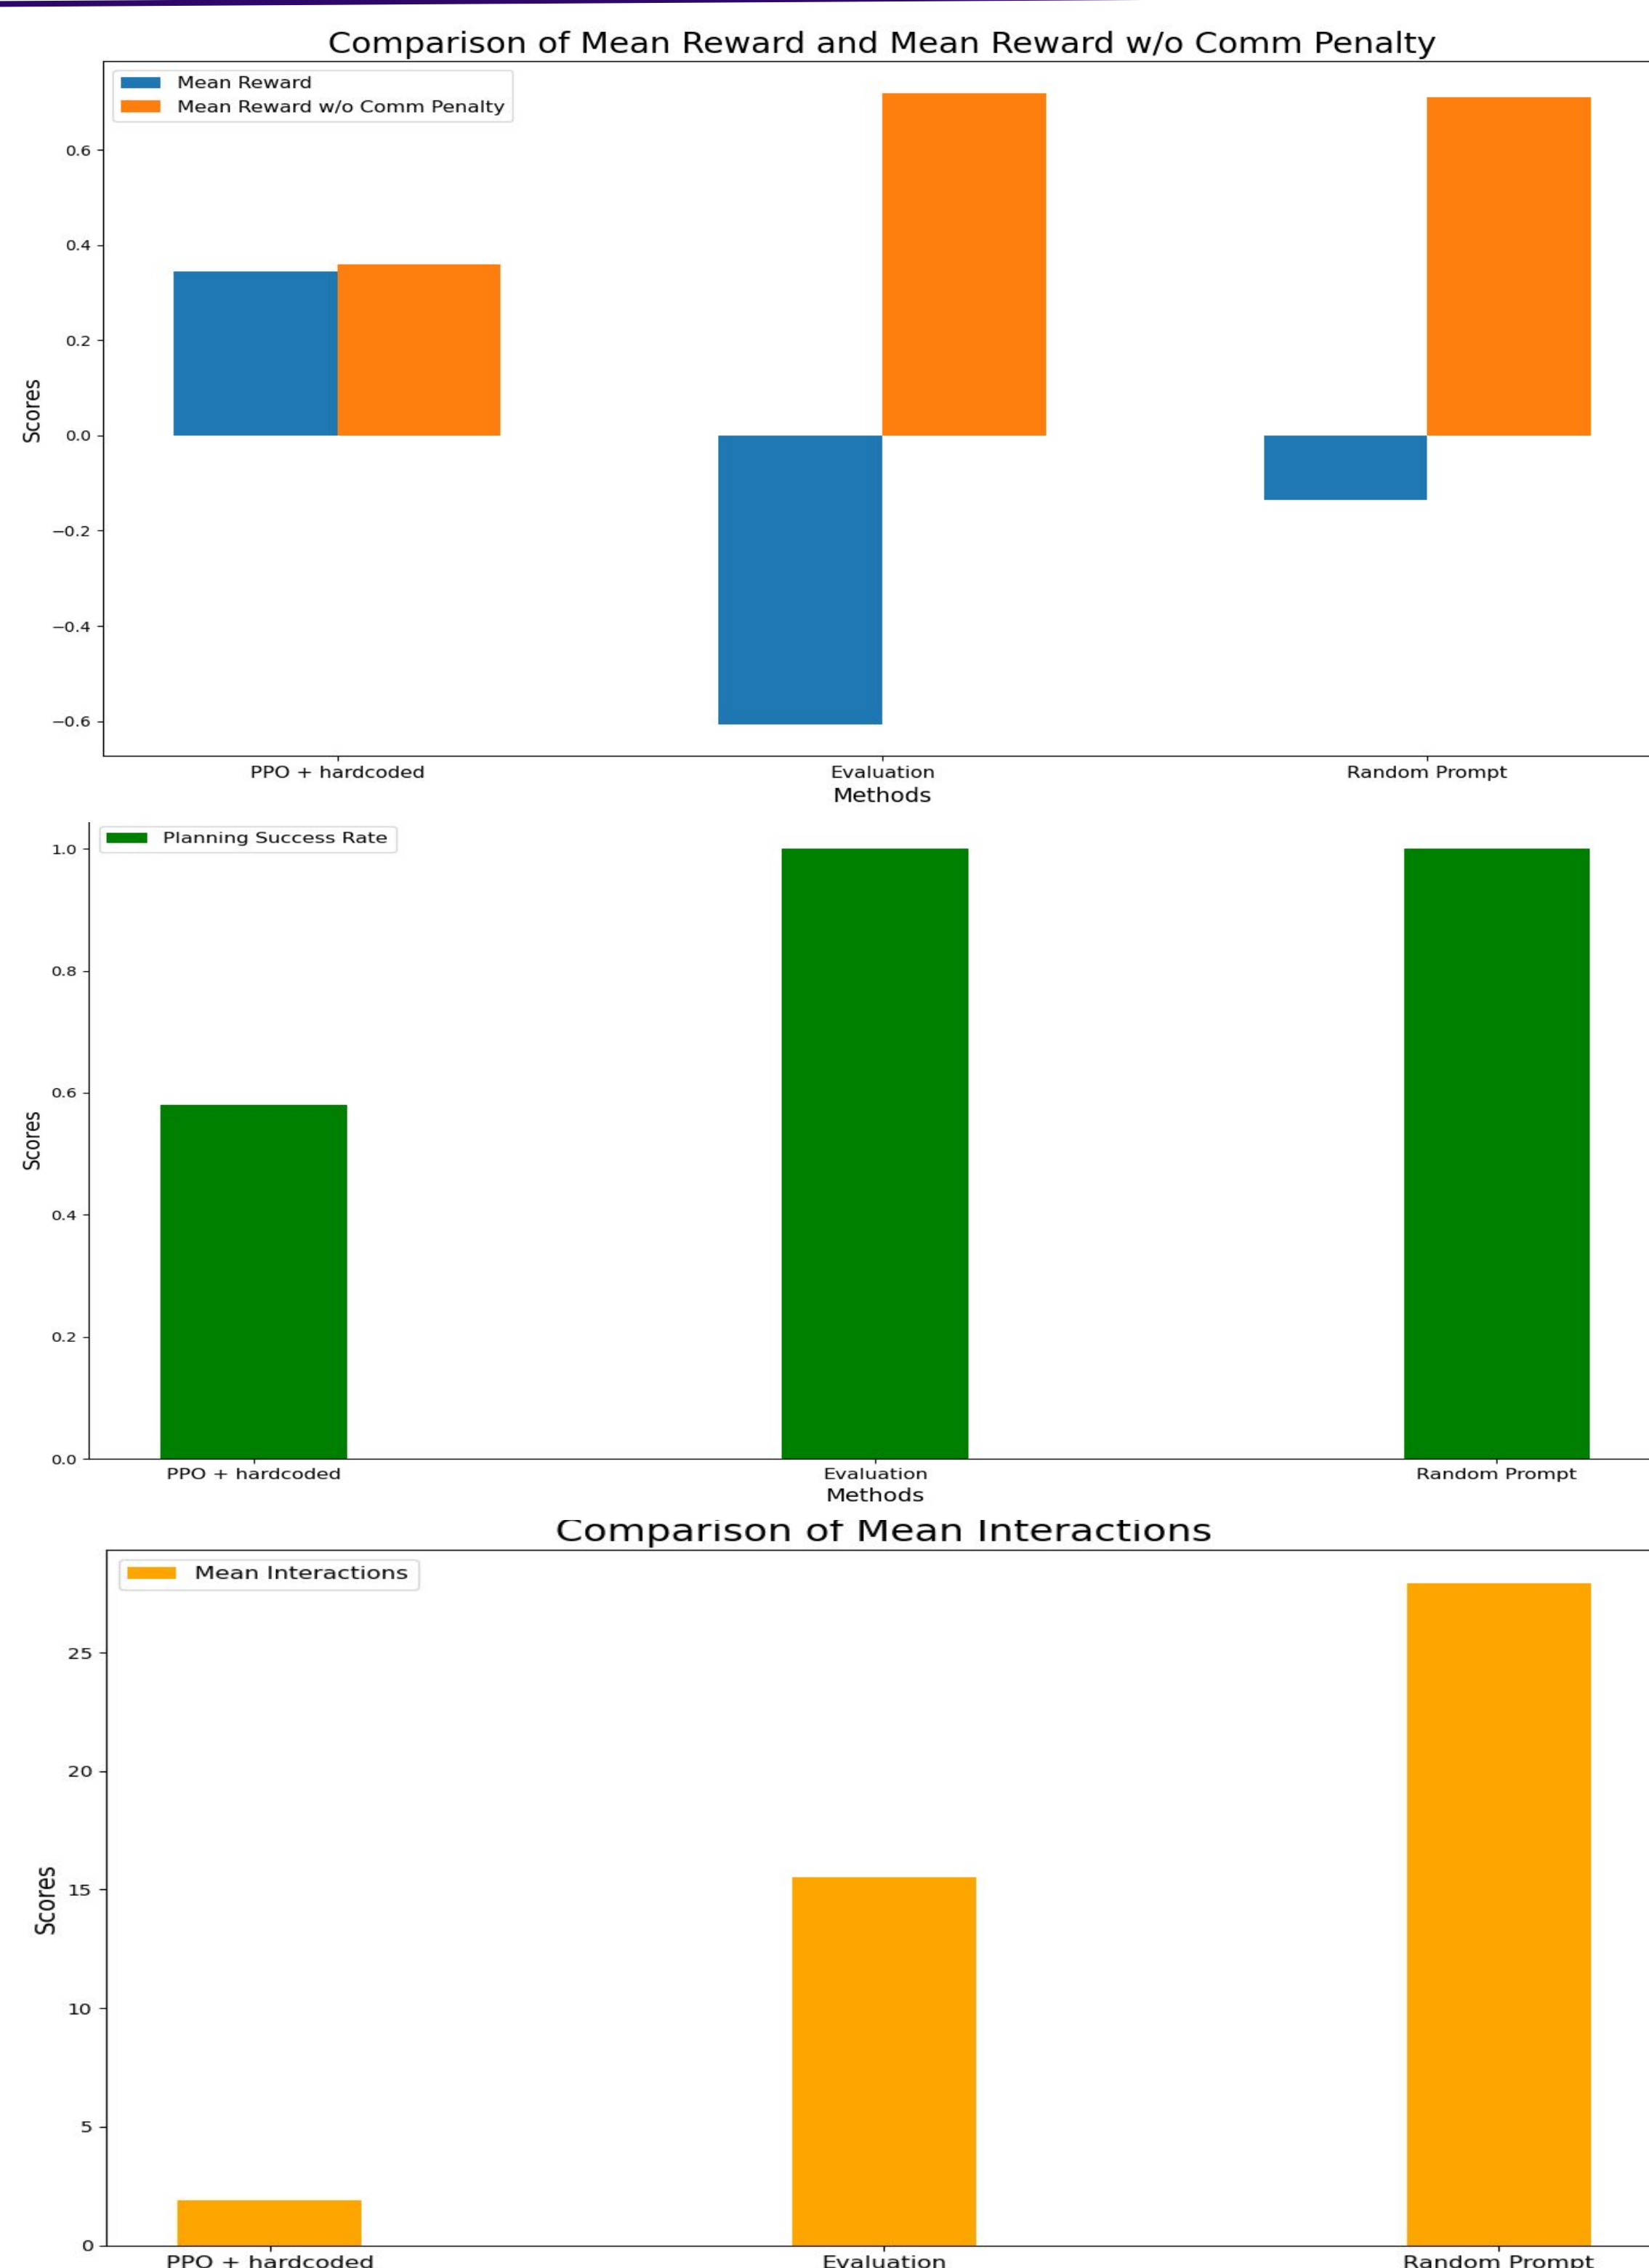 Comparison of Mean Reward and Mean Reward w/o Comm Penalty
Mean Reward
Mean Reward w/o Comm Penalty
0.6
0.4
0.2
0.0
−0.2
−0.4
−0.6
Scores
PPO + hardcoded
Evaluation
Random Prompt
Methods
Planning Success Rate
1.0
0.8
0.6
0.4
0.2
0.0
Scores
PPO + hardcoded
Evaluation
Random Prompt
Methods
Comparison of Mean Interactions
Mean Interactions
25
20
15
10
5
0
Scores
PPO + hardcoded
Evaluation
Random Prompt